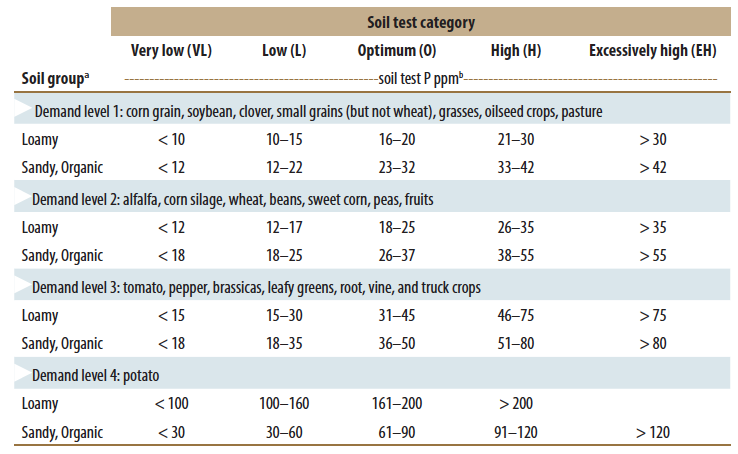 Soil test category
Very low (VL) Low (L) Optimum (O) High (H) Excessively high (EH)
Soil groupᵃ soil test P ppmᵇ
Demand level 1: corn grain, soybean, clover, small grains (but not wheat), grasses, oilseed crops, pasture
Loamy < 10 10–15 16–20 21–30 > 30
Sandy, Organic < 12 12–22 23–32 33–42 > 42
Demand level 2: alfalfa, corn silage, wheat, beans, sweet corn, peas, fruits
Loamy < 12 12–17 18–25 26–35 > 35
Sandy, Organic < 18 18–25 26–37 38–55 > 55
Demand level 3: tomato, pepper, brassicas, leafy greens, root, vine, and truck crops
Loamy < 15 15–30 31–45 46–75 > 75
Sandy, Organic < 18 18–35 36–50 51–80 > 80
Demand level 4: potato
Loamy < 100 100–160 161–200 > 200
Sandy, Organic < 30 30–60 61–90 91–120 > 120